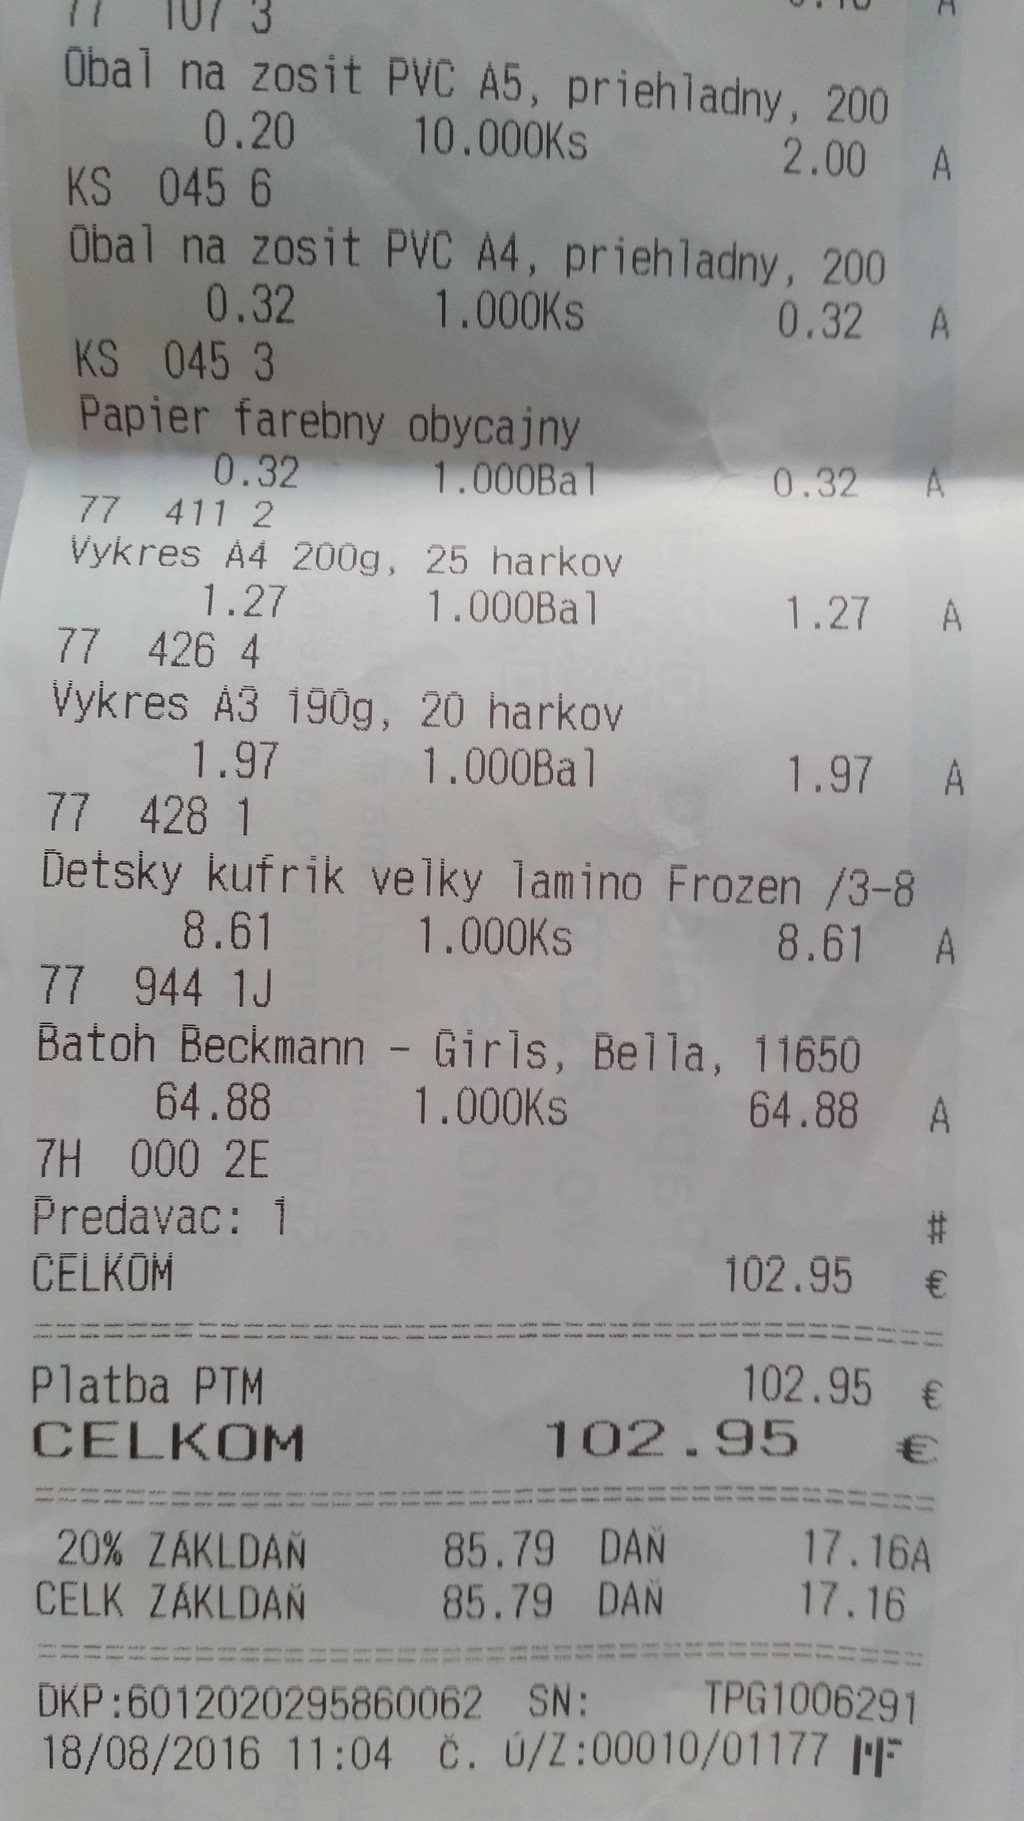 77 107 3
Obal na zosit PVC A5, priehladny, 200
0.20 10.000Ks 2.00 A
KS 045 6
Obal na zosit PVC A4, priehladny, 200
0.32 1.000Ks 0.32 A
KS 045 3
Papier farebny obycajny
0.32 1.000Bal 0.32 A
77 411 2
Vykres A4 200g, 25 harkov
1.27 1.000Bal 1.27 A
77 426 4
Vykres A3 190g, 20 harkov
1.97 1.000Bal 1.97 A
77 428 1
Detsky kufrik velky lamino Frozen /3-8
8.61 1.000Ks 8.61 A
77 944 1J
Batoh Beckmann - Girls, Bella, 11650
64.88 1.000Ks 64.88 A
7H 000 2E
Predavac: 1 #
CELKOM 102.95 €
Platba PTM 102.95 €
CELKOM 102.95 €
20% ZÁKLDAŇ 85.79 DAŇ 17.16A
CELK ZÁKLDAŇ 85.79 DAŇ 17.16
DKP:60120202958600​62 SN: TPG1006291
18/08/2016 11:04 Č. Ú/Z:00010/01177 MF